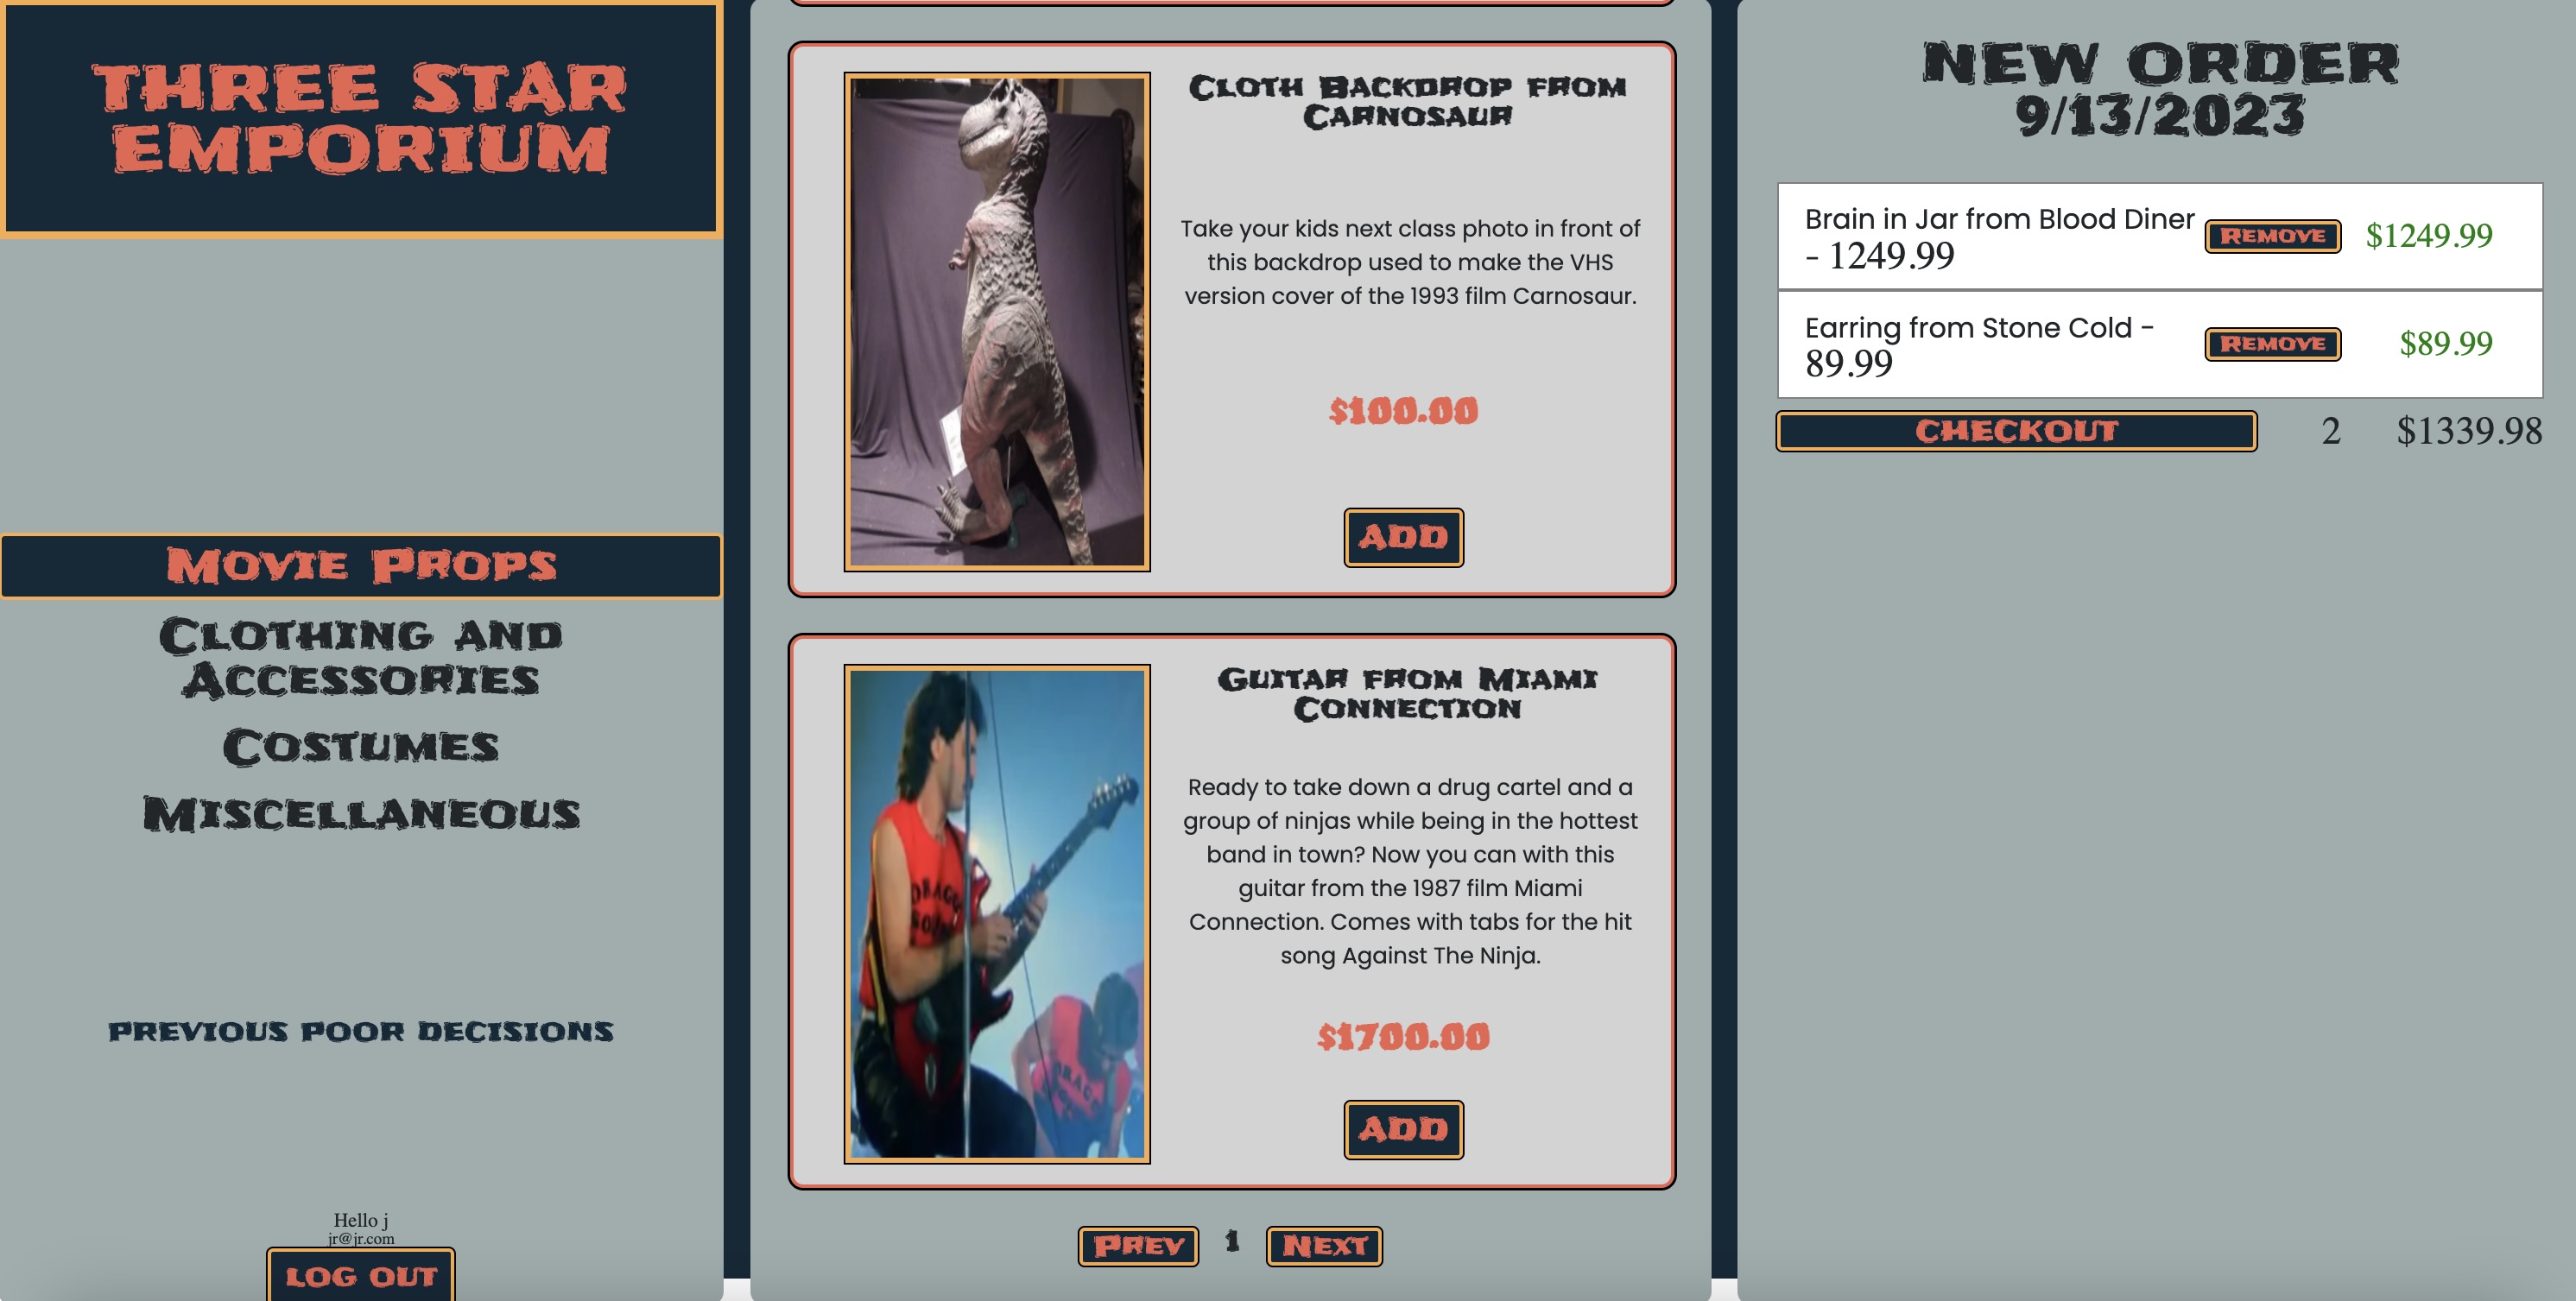 THREE STAR
EMPORIUM
Movie Props
Clothing and
Accessories
Costumes
Miscellaneous
PREVIOUS POOR DECISIONS
Hello j
jr@jr.com
LOG OUT
Cloth Backdrop from
Carnosaur
Take your kids next class photo in front of
this backdrop used to make the VHS
version cover of the 1993 film Carnosaur.
$100.00
ADD
Guitar from Miami
Connection
Ready to take down a drug cartel and a
group of ninjas while being in the hottest
band in town? Now you can with this
guitar from the 1987 film Miami
Connection. Comes with tabs for the hit
song Against The Ninja.
$1700.00
ADD
Prev 1 Next
NEW ORDER
9/13/2023
Brain in Jar from Blood Diner
- 1249.99
Remove $1249.99
Earring from Stone Cold -
89.99
Remove $89.99
CHECKOUT 2 $1339.98